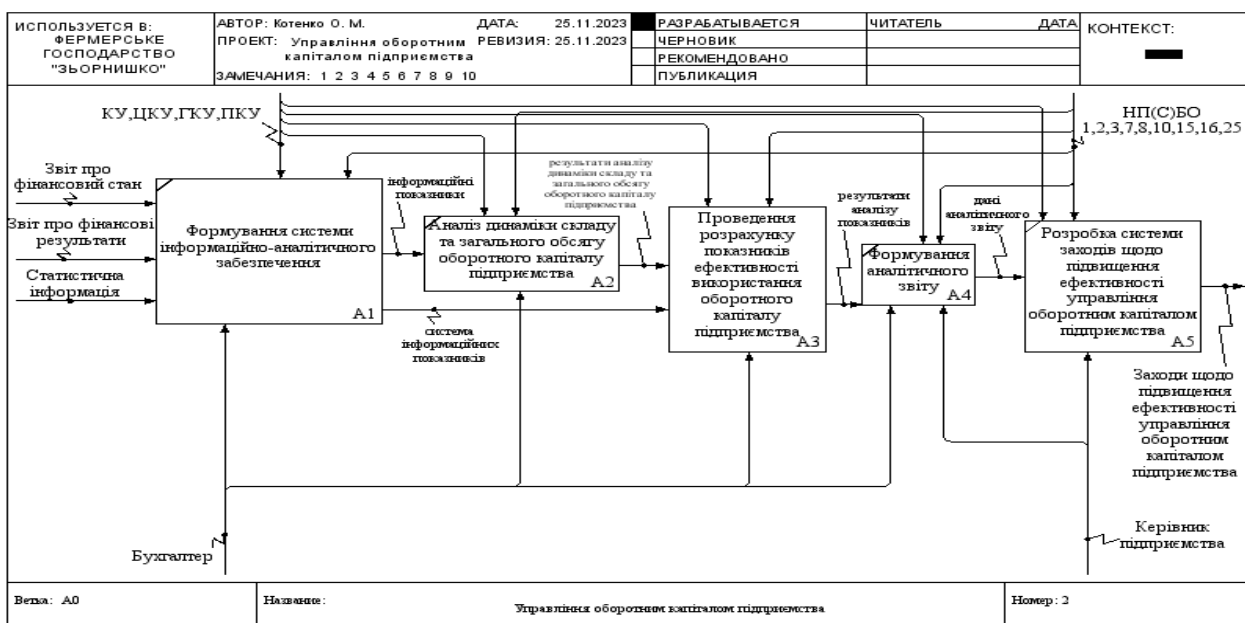 ИСПОЛЬЗУЕТСЯ В:
ФЕРМЕРСЬКЕ
ГОСПОДАРСТВО
"ЗЬОРНИШКО"
АВТОР: Котенко О. М.
ДАТА: 25.11.2023
ПРОЕКТ: Управління оборотним
капіталом підприємства
РЕВИЗИЯ: 25.11.2023
ЗАМЕЧАНИЯ: 1 2 3 4 5 6 7 8 9 10
РАЗРАБАТЫВАЕТСЯ
ЧЕРНОВИК
РЕКОМЕНДОВАНО
ПУБЛИКАЦИЯ
ЧИТАТЕЛЬ
ДАТА
КОНТЕКСТ:
КУ,ЦКУ,ГКУ,ПКУ
НП(С)БО
1,2,3,7,8,10,15,16,25
Звіт про
фінансовий стан
Звіт про фінансові
результати
Статистична
інформація
Формування системи
інформаційно-аналітичного
забезпечення
А1
інформаційні
показники
система
інформаційних
показників
Аналіз динаміки складу
та загального обсягу
оборотного капіталу
підприємства
А2
результати аналізу
динаміки складу та
загального обсягу
оборотного капіталу
підприємства
Проведення
розрахунку
показників
ефективності
використання
оборотного
капіталу
підприємства
А3
результати
аналізу
показників
Формування
аналітичного
звіту
А4
дані
аналітичного
звіту
Розробка системи
заходів щодо
підвищення
ефективності
управління
оборотним капіталом
підприємства
А5
Заходи щодо
підвищення
ефективності
управління
оборотним
капіталом
підприємства
Бухгалтер
Керівник
підприємства
Ветка: А0
Название:
Управління оборотним капіталом підприємства
Номер: 2